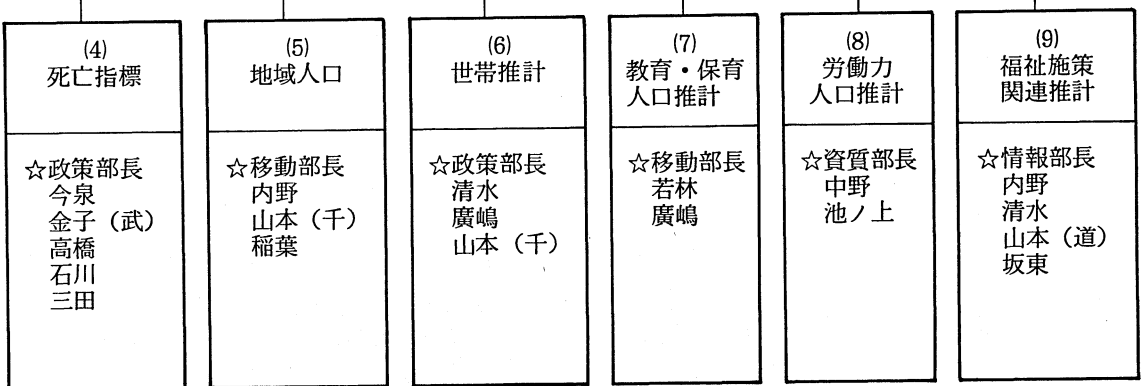 (4)
死亡指標
☆政策部長
今泉
金子（武）
高橋
石川
三田
(5)
地域人口
☆移動部長
内野
山本（千）
稲葉
(6)
世帯推計
☆政策部長
清水
廣嶋
山本（千）
(7)
教育・保育
人口推計
☆移動部長
若林
廣嶋
(8)
労働力
人口推計
☆資質部長
中野
池ノ上
(9)
福祉施策
関連推計
☆情報部長
内野
清水
山本（道）
坂東